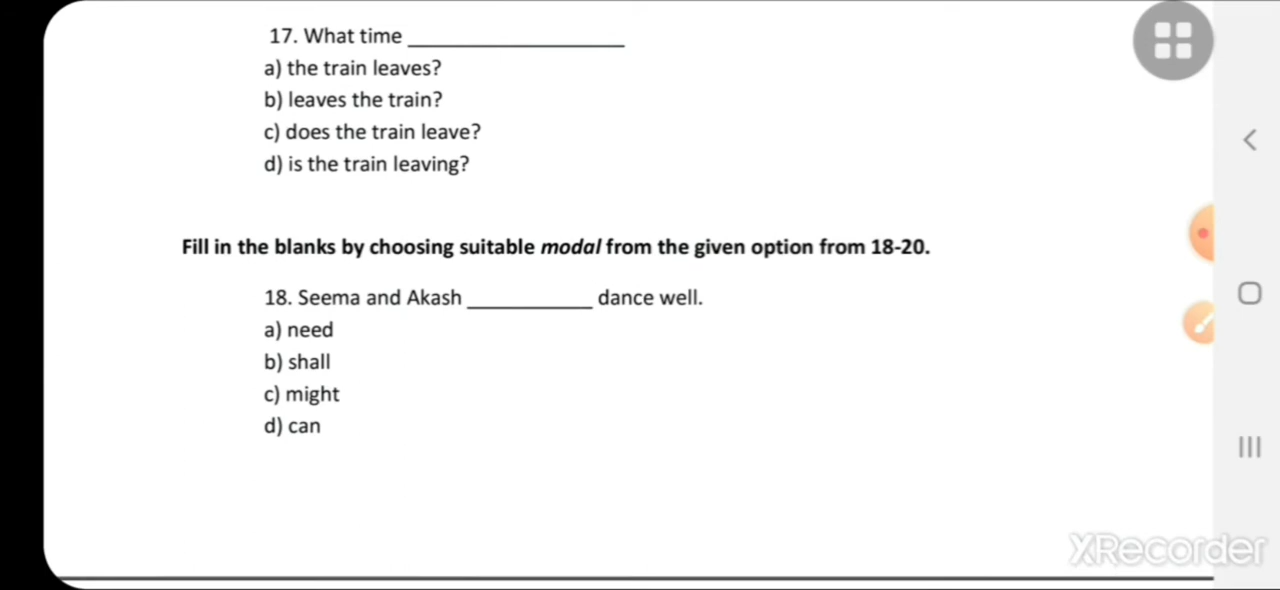 17. What time ____________________
a) the train leaves?
b) leaves the train?
c) does the train leave?
d) is the train leaving?
Fill in the blanks by choosing suitable modal from the given option from 18-20.
18. Seema and Akash ____________ dance well.
a) need
b) shall
c) might
d) can
XRecorder